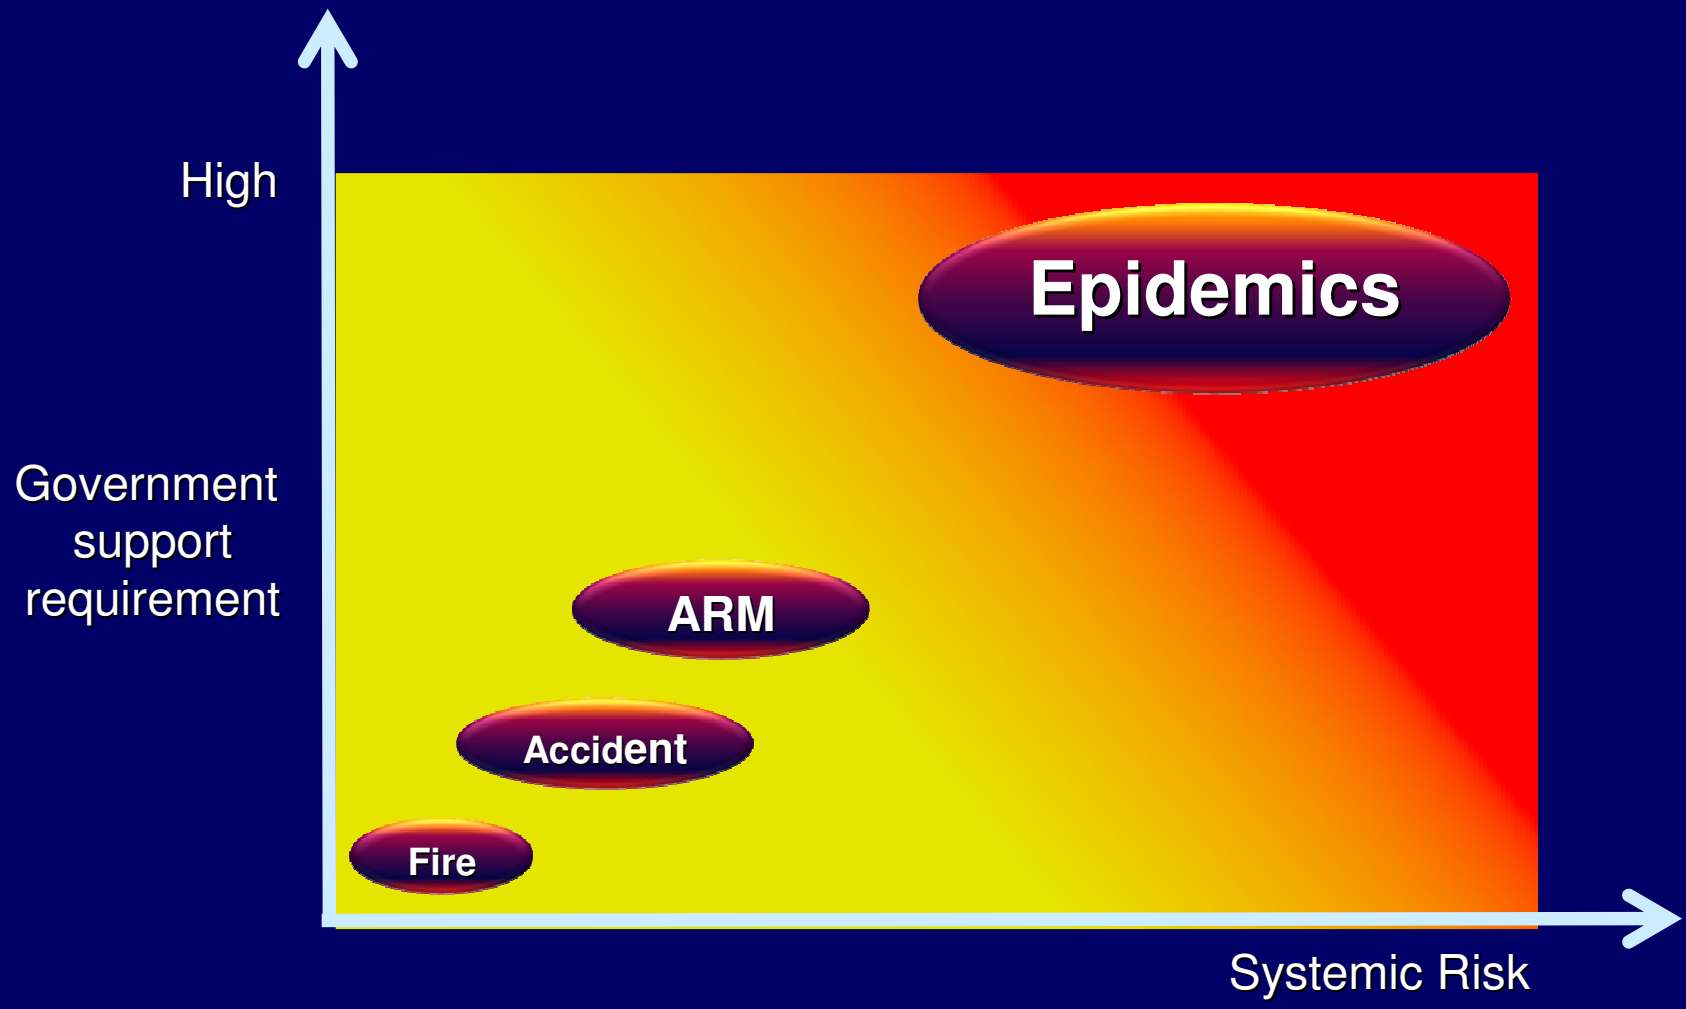 High
Epidemics
Government
support
requirement
ARM
Accident
Fire
Systemic Risk